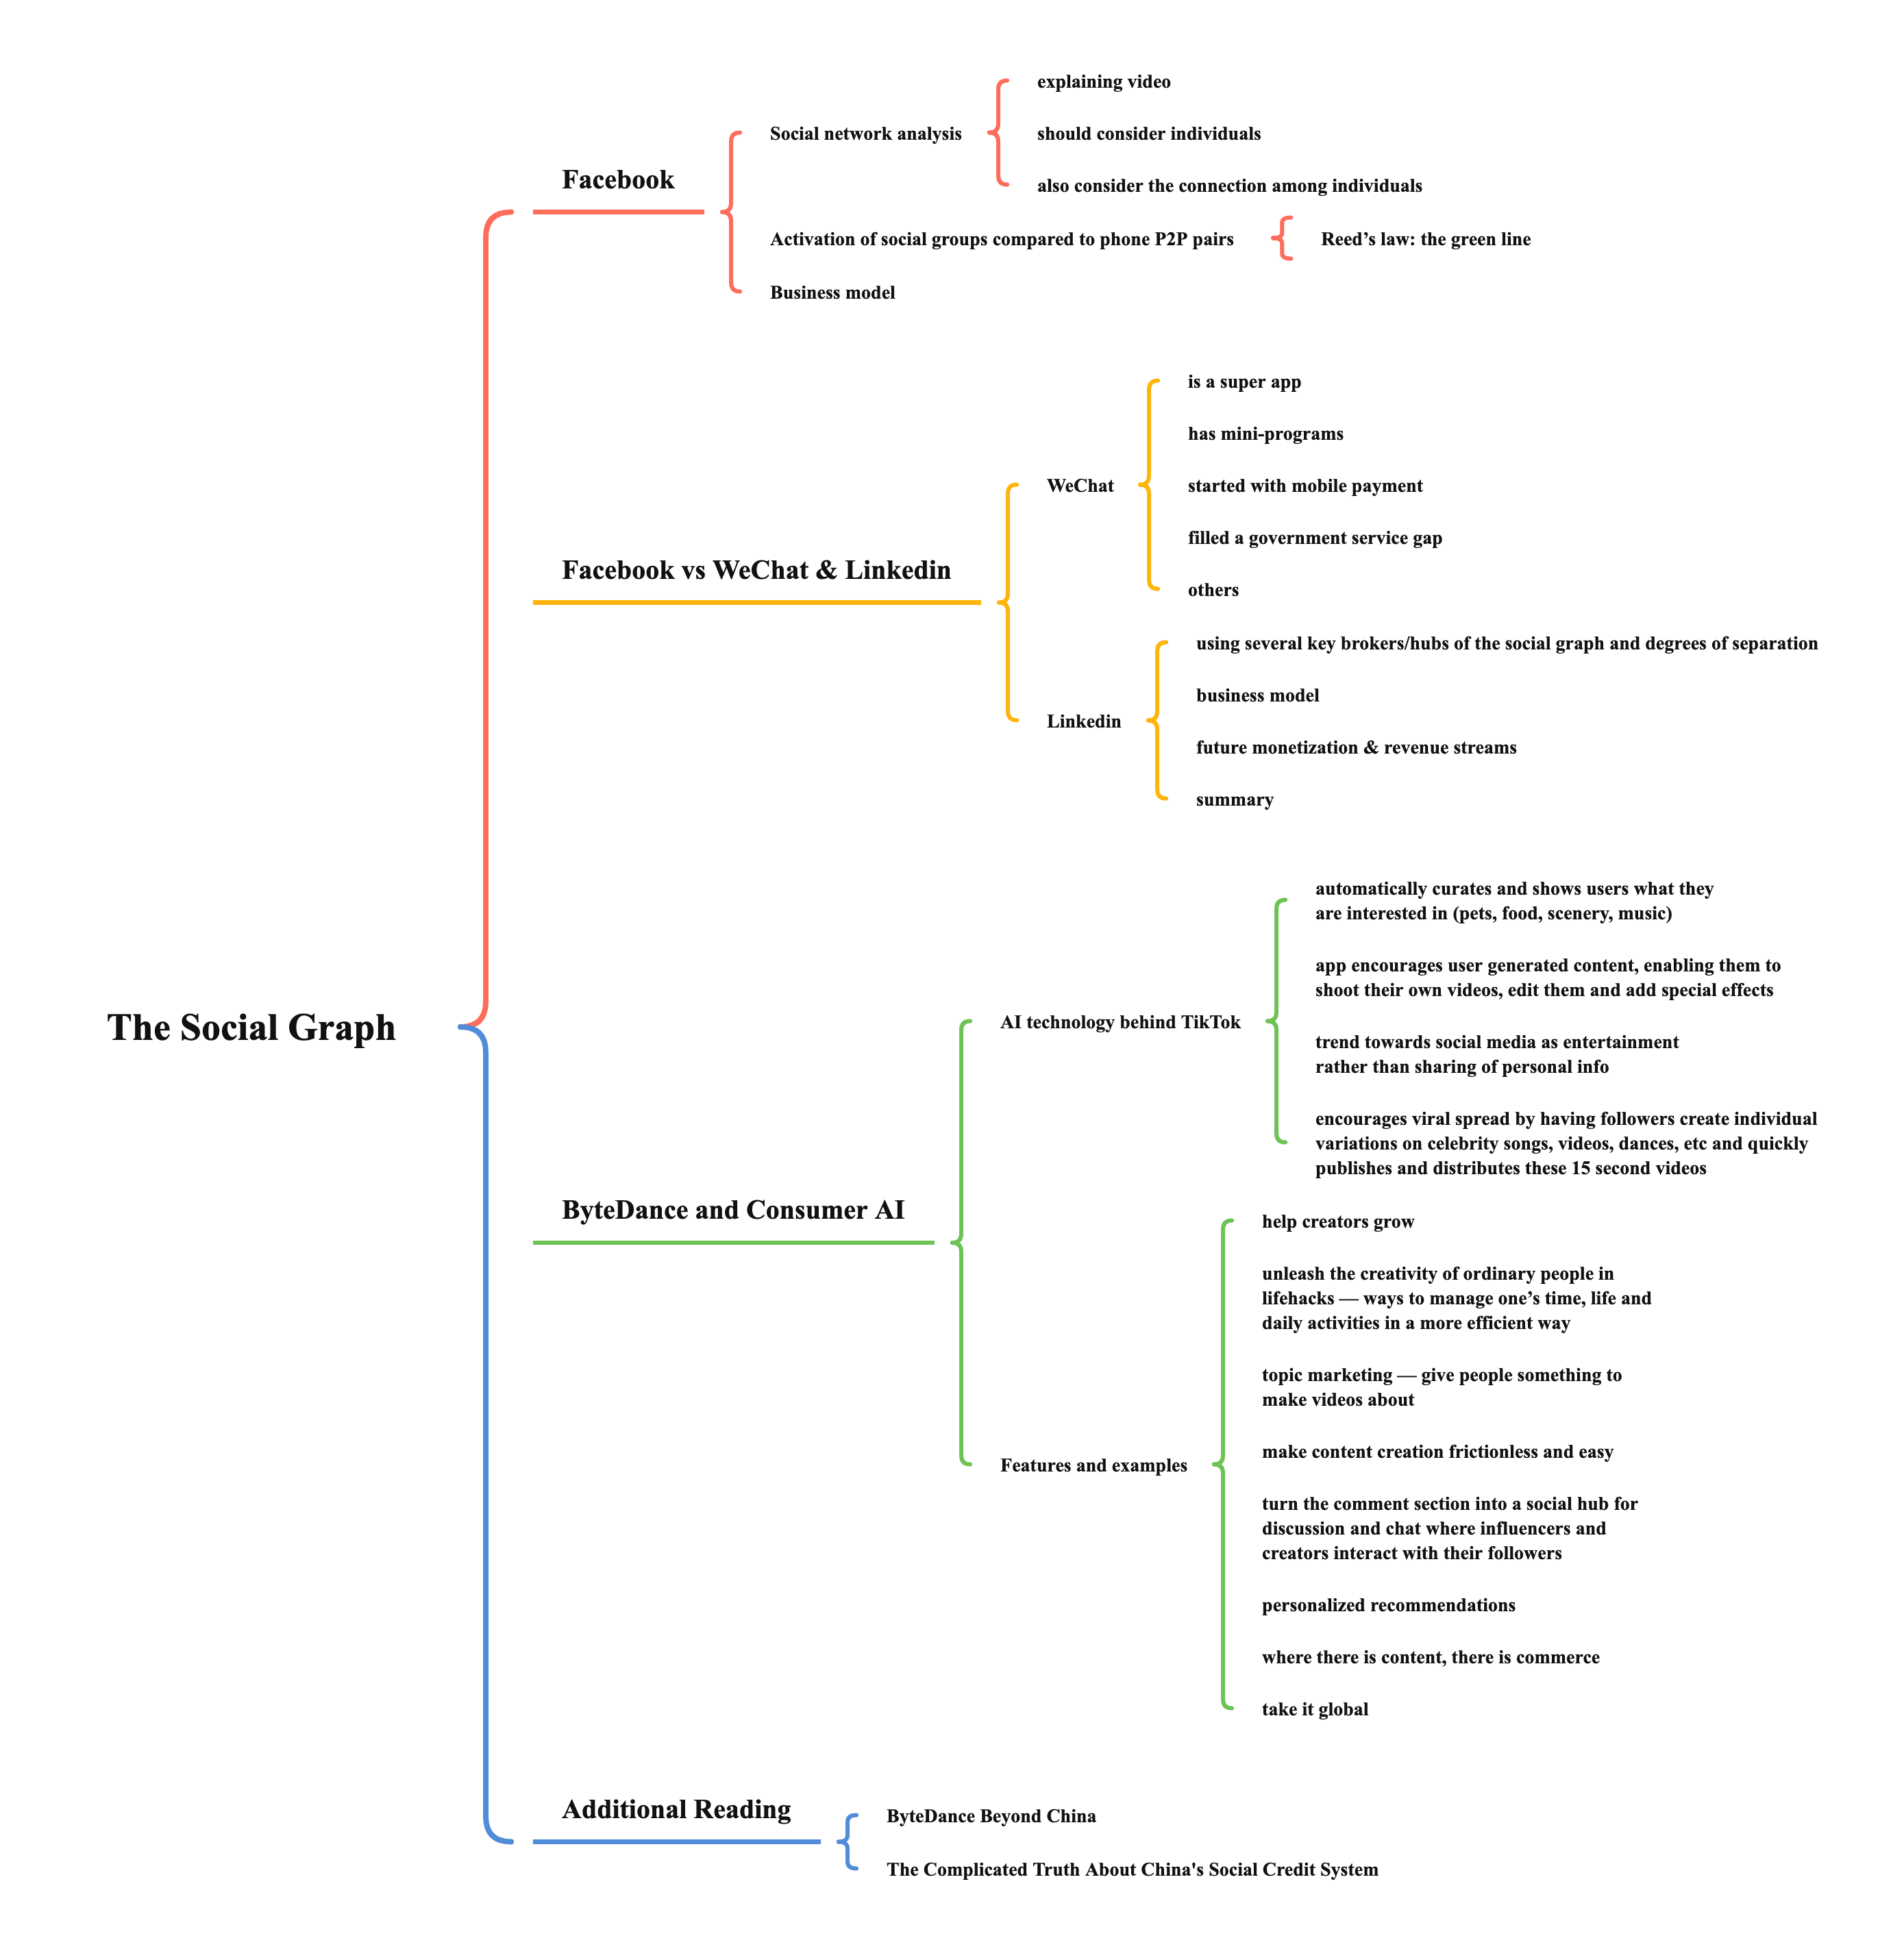 The Social Graph
Facebook
Social network analysis
explaining video
should consider individuals
also consider the connection among individuals
Activation of social groups compared to phone P2P pairs
Reed’s law: the green line
Business model
Facebook vs WeChat & Linkedin
WeChat
is a super app
has mini-programs
started with mobile payment
filled a government service gap
others
Linkedin
using several key brokers/hubs of the social graph and degrees of separation
business model
future monetization & revenue streams
summary
ByteDance and Consumer AI
AI technology behind TikTok
automatically curates and shows users what they
are interested in (pets, food, scenery, music)
app encourages user generated content, enabling them to
shoot their own videos, edit them and add special effects
trend towards social media as entertainment
rather than sharing of personal info
encourages viral spread by having followers create individual
variations on celebrity songs, videos, dances, etc and quickly
publishes and distributes these 15 second videos
Features and examples
help creators grow
unleash the creativity of ordinary people in
lifehacks — ways to manage one’s time, life and
daily activities in a more efficient way
topic marketing — give people something to
make videos about
make content creation frictionless and easy
turn the comment section into a social hub for
discussion and chat where influencers and
creators interact with their followers
personalized recommendations
where there is content, there is commerce
take it global
Additional Reading
ByteDance Beyond China
The Complicated Truth About China's Social Credit System